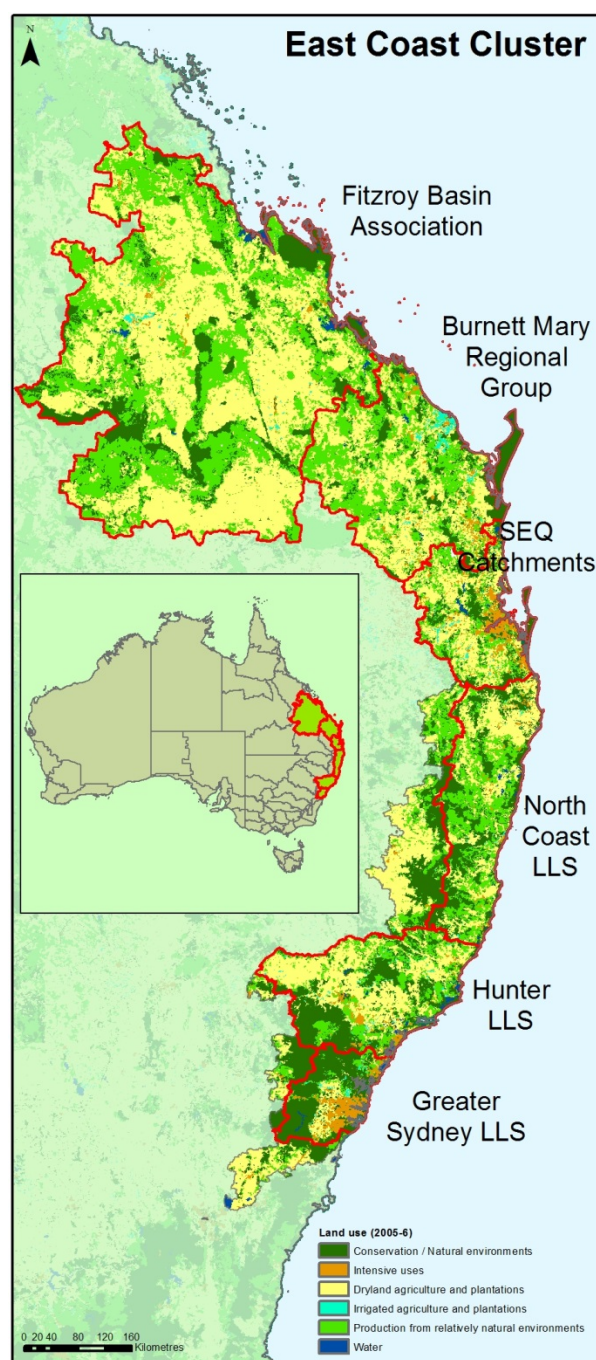 N
East Coast Cluster
Fitzroy Basin
Association
Burnett Mary
Regional
Group
SEQ
Catchments
North
Coast
LLS
Hunter
LLS
Greater
Sydney LLS
Land use (2005-6)
Conservation / Natural environments
Intensive uses
Dryland agriculture and plantations
Irrigated agriculture and plantations
Production from relatively natural environments
Water
0 20 40 80 120 160
Kilometres